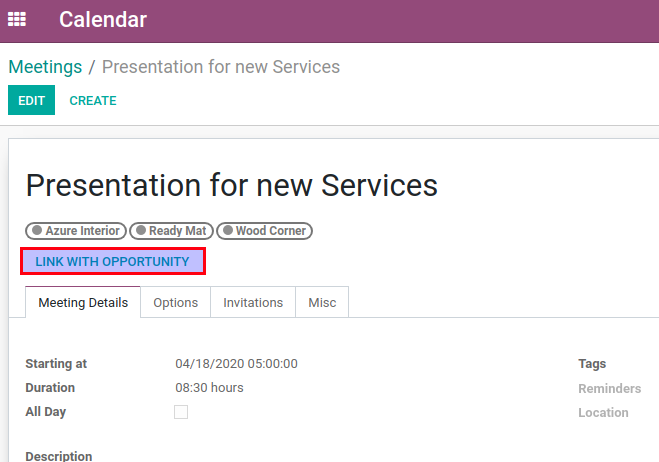 Calendar
Meetings / Presentation for new Services
EDIT CREATE
Presentation for new Services
Azure Interior Ready Mat Wood Corner
LINK WITH OPPORTUNITY
Meeting Details Options Invitations Misc
Starting at 04/18/2020 05:00:00 Tags
Duration 08:30 hours Reminders
All Day Location
Description